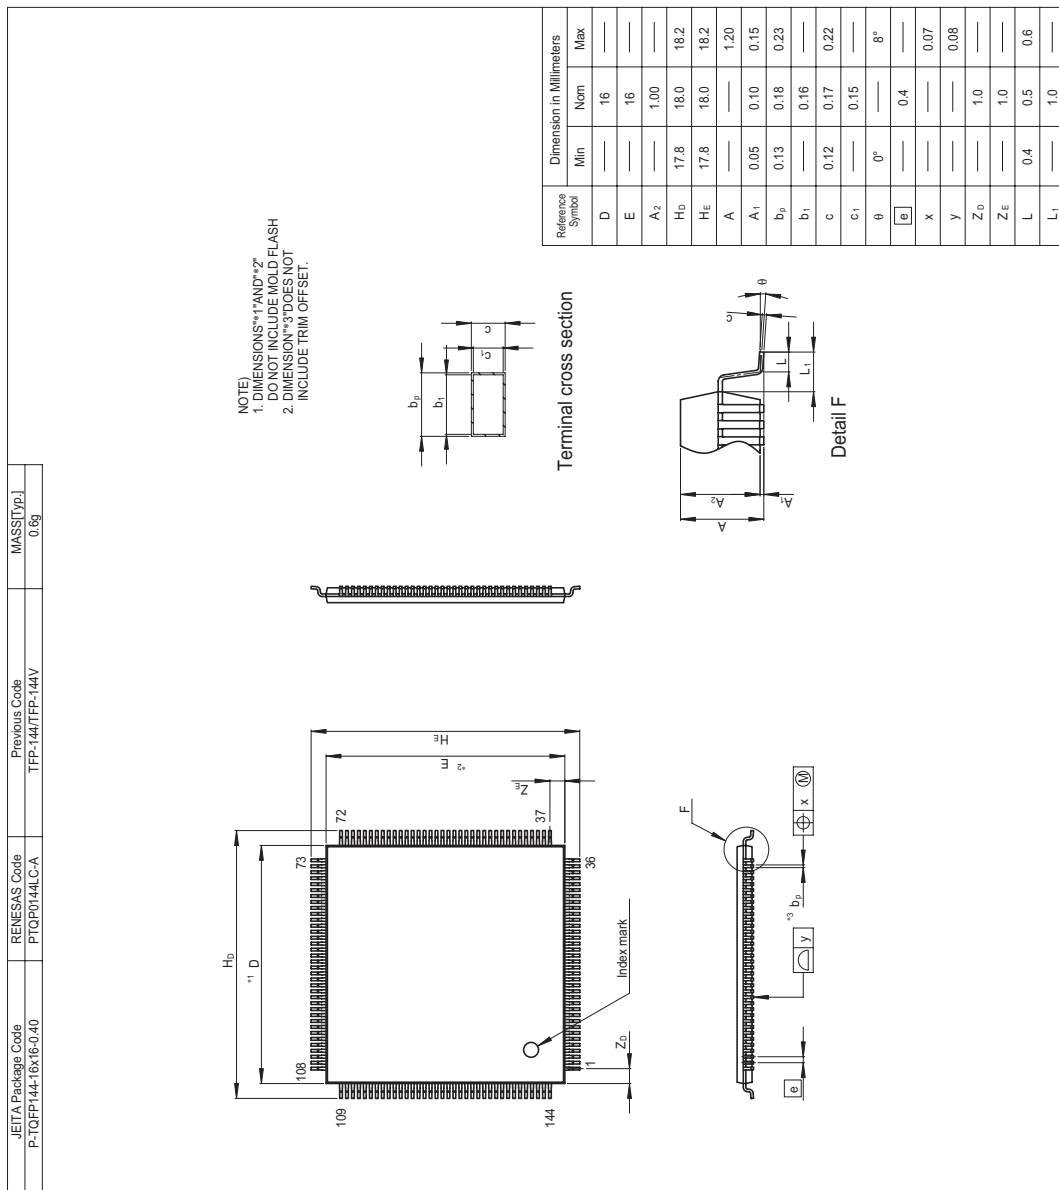 JEITA Package Code	RENESAS Code	Previous Code	MASS[Typ.]
P-TQFP144-16x16-0.40	PTQP0144LC-A	TFP-144/TFP-144V	0.6g
NOTE)
1. DIMENSIONS"*1"AND"*2"
DO NOT INCLUDE MOLD FLASH
2. DIMENSION"*3"DOES NOT
INCLUDE TRIM OFFSET.
HD
*1 D
108
73
109
72
144
37
1
36
*2 E
HE
ZE
ZD
Index mark
F
e
y
*3 bp
x M
bp
b1
c1
c
Terminal cross section
A
A2
A1
L
L1
c
θ
Detail F
Reference Symbol	Dimension in Millimeters
Min	Nom	Max
D	—	16	—
E	—	16	—
A2	—	1.00	—
HD	17.8	18.0	18.2
HE	17.8	18.0	18.2
A	—	—	1.20
A1	0.05	0.10	0.15
bp	0.13	0.18	0.23
b1	—	0.16	—
c	0.12	0.17	0.22
c1	—	0.15	—
θ	0°	—	8°
e	—	0.4	—
x	—	—	0.07
y	—	—	0.08
ZD	—	1.0	—
ZE	—	1.0	—
L	0.4	0.5	0.6
L1	—	1.0	—